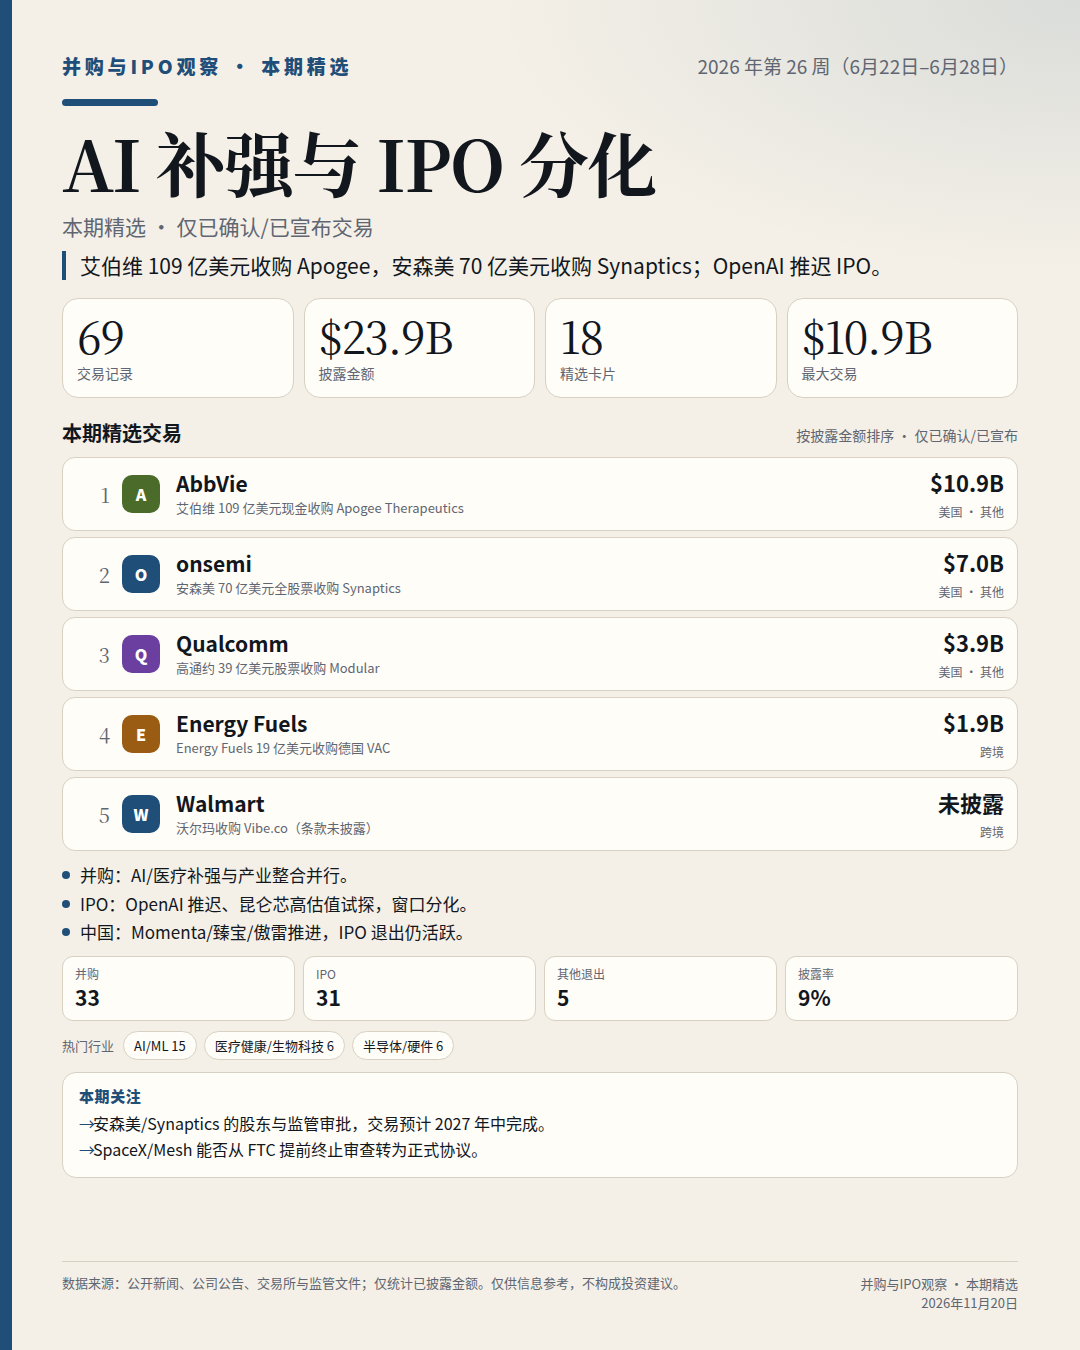 并购与IPO观察 · 本期精选
2026 年第 26 周（6月22日–6月28日）
AI 补强与 IPO 分化
本期精选 · 仅已确认/已宣布交易
艾伯维 109 亿美元收购 Apogee，安森美 70 亿美元收购 Synaptics；OpenAI 推迟 IPO。
69
交易记录
$23.9B
披露金额
18
精选卡片
$10.9B
最大交易
本期精选交易
按披露金额排序 · 仅已确认/已宣布
1 A AbbVie $10.9B
艾伯维 109 亿美元现金收购 Apogee Therapeutics 美国 · 其他
2 O onsemi $7.0B
安森美 70 亿美元全股票收购 Synaptics 美国 · 其他
3 Q Qualcomm $3.9B
高通约 39 亿美元股票收购 Modular 美国 · 其他
4 E Energy Fuels $1.9B
Energy Fuels 19 亿美元收购德国 VAC 跨境
5 W Walmart 未披露
沃尔玛收购 Vibe.co（条款未披露） 跨境
并购：AI/医疗补强与产业整合并行。
IPO：OpenAI 推迟、昆仑芯高估值试探，窗口分化。
中国：Momenta/臻宝/傲雷推进，IPO 退出仍活跃。
并购
33
IPO
31
其他退出
5
披露率
9%
热门行业 AI/ML 15 医疗健康/生物科技 6 半导体/硬件 6
本期关注
→安森美/Synaptics 的股东与监管审批，交易预计 2027 年中完成。
→SpaceX/Mesh 能否从 FTC 提前终止审查转为正式协议。
数据来源：公开新闻、公司公告、交易所与监管文件；仅统计已披露金额。仅供信息参考，不构成投资建议。
并购与IPO观察 · 本期精选
2026年11月20日